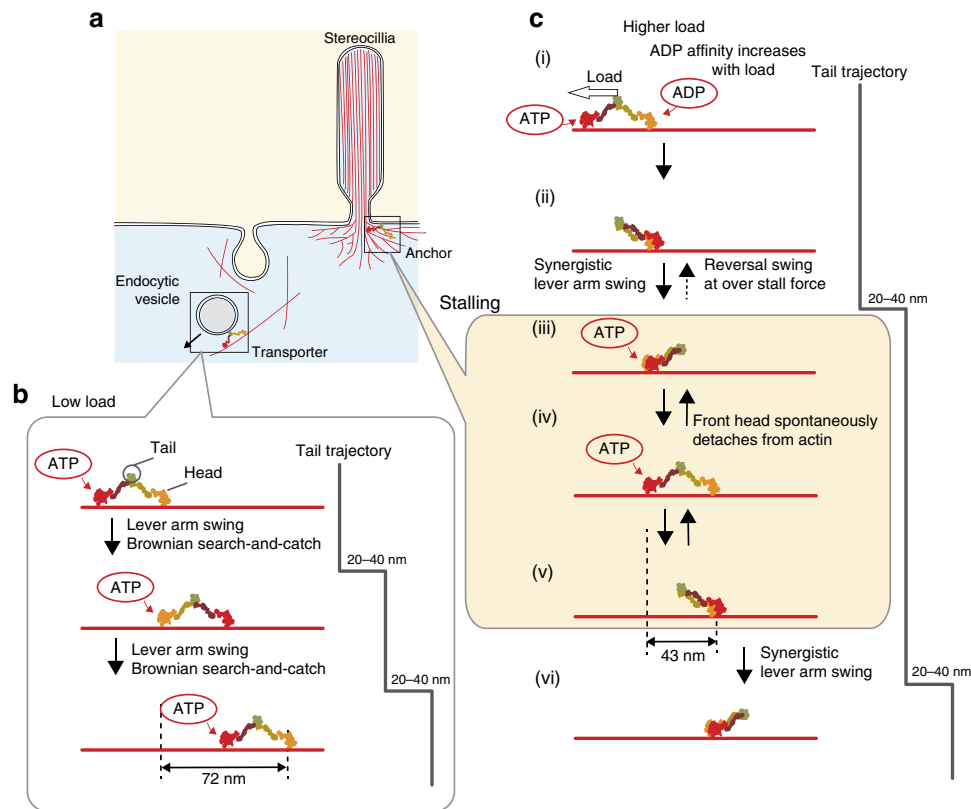 a
Stereocillia
Anchor
Endocytic
vesicle
Transporter
Stalling
b
Low load
Tail
Tail trajectory
ATP
Head
Lever arm swing
Brownian search-and-catch
20–40 nm
ATP
Lever arm swing
Brownian search-and-catch
20–40 nm
ATP
72 nm
c
Higher load
(i)
ADP affinity increases
with load
Tail trajectory
Load
ADP
ATP
(ii)
Synergistic
lever arm swing
Reversal swing
at over stall force
20–40 nm
(iii)
ATP
(iv)
Front head spontaneously
detaches from actin
ATP
(v)
43 nm
Synergistic
lever arm swing
(vi)
20–40 nm